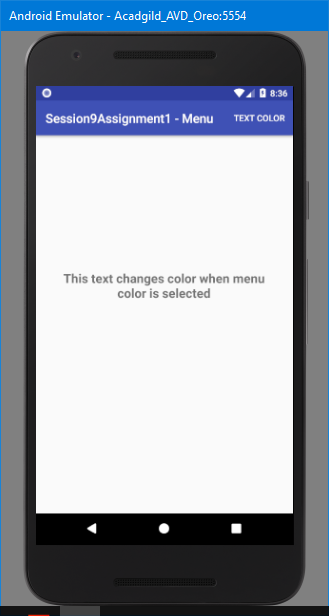 Android Emulator - Acadgild_AVD_Oreo:5554
8:36
Session9Assignment1 - Menu TEXT COLOR
This text changes color when menu
color is selected